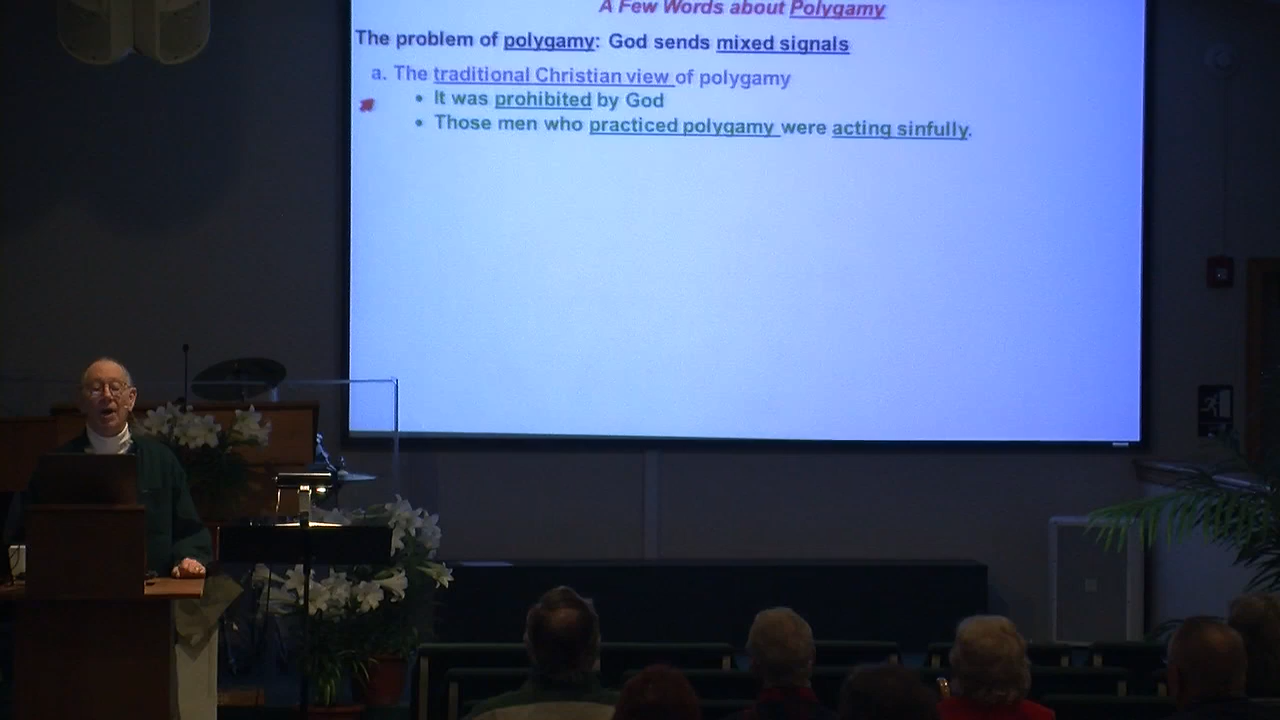 A Few Words about Polygamy
The problem of polygamy: God sends mixed signals
a. The traditional Christian view of polygamy
• It was prohibited by God
• Those men who practiced polygamy were acting sinfully.